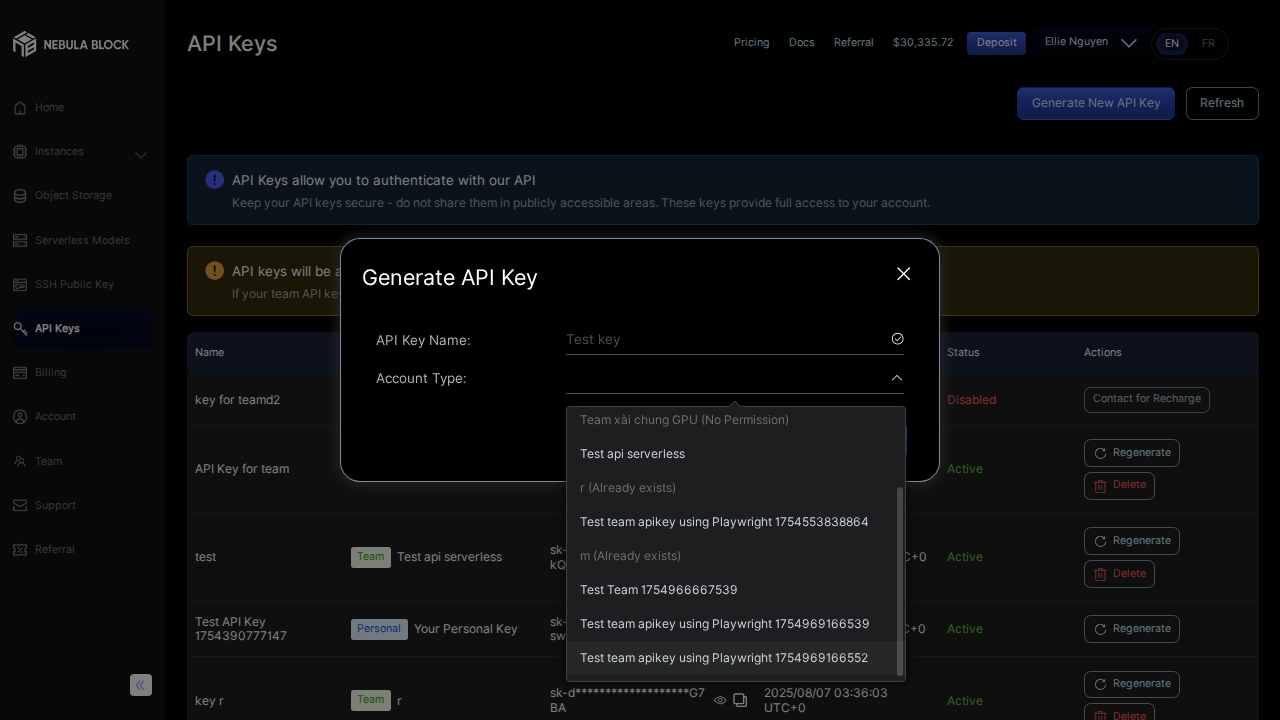 NEBULA BLOCK
API Keys
Pricing
Docs
Referral
$30,335.72
Deposit
Ellie Nguyen
EN
FR
Home
Instances
Object Storage
Serverless Models
SSH Public Key
API Keys
Billing
Account
Team
Support
Referral
Generate New API Key
Refresh
API Keys allow you to authenticate with our API
Keep your API keys secure - do not share them in publicly accessible areas. These keys provide full access to your account.
API keys will be a
If your team API key
Generate API Key
API Key Name:
Test key
Account Type:
Team xài chung GPU (No Permission)
Test api serverless
r (Already exists)
Test team apikey using Playwright 1754553838864
m (Already exists)
Test Team 1754966667539
Test team apikey using Playwright 1754969166539
Test team apikey using Playwright 1754969166552
Name
Status
Actions
key for teamd2
Disabled
Contact for Recharge
API Key for team
Active
Regenerate
Delete
test
Team
Test api serverless
sk-
kQ
C+0
Active
Regenerate
Delete
Test API Key
1754390777147
Personal
Your Personal Key
sk-
sw
C+0
Active
Regenerate
key r
Team
r
sk-d*******************G7
BA
2025/08/07 03:36:03
UTC+0
Active
Regenerate
Delete